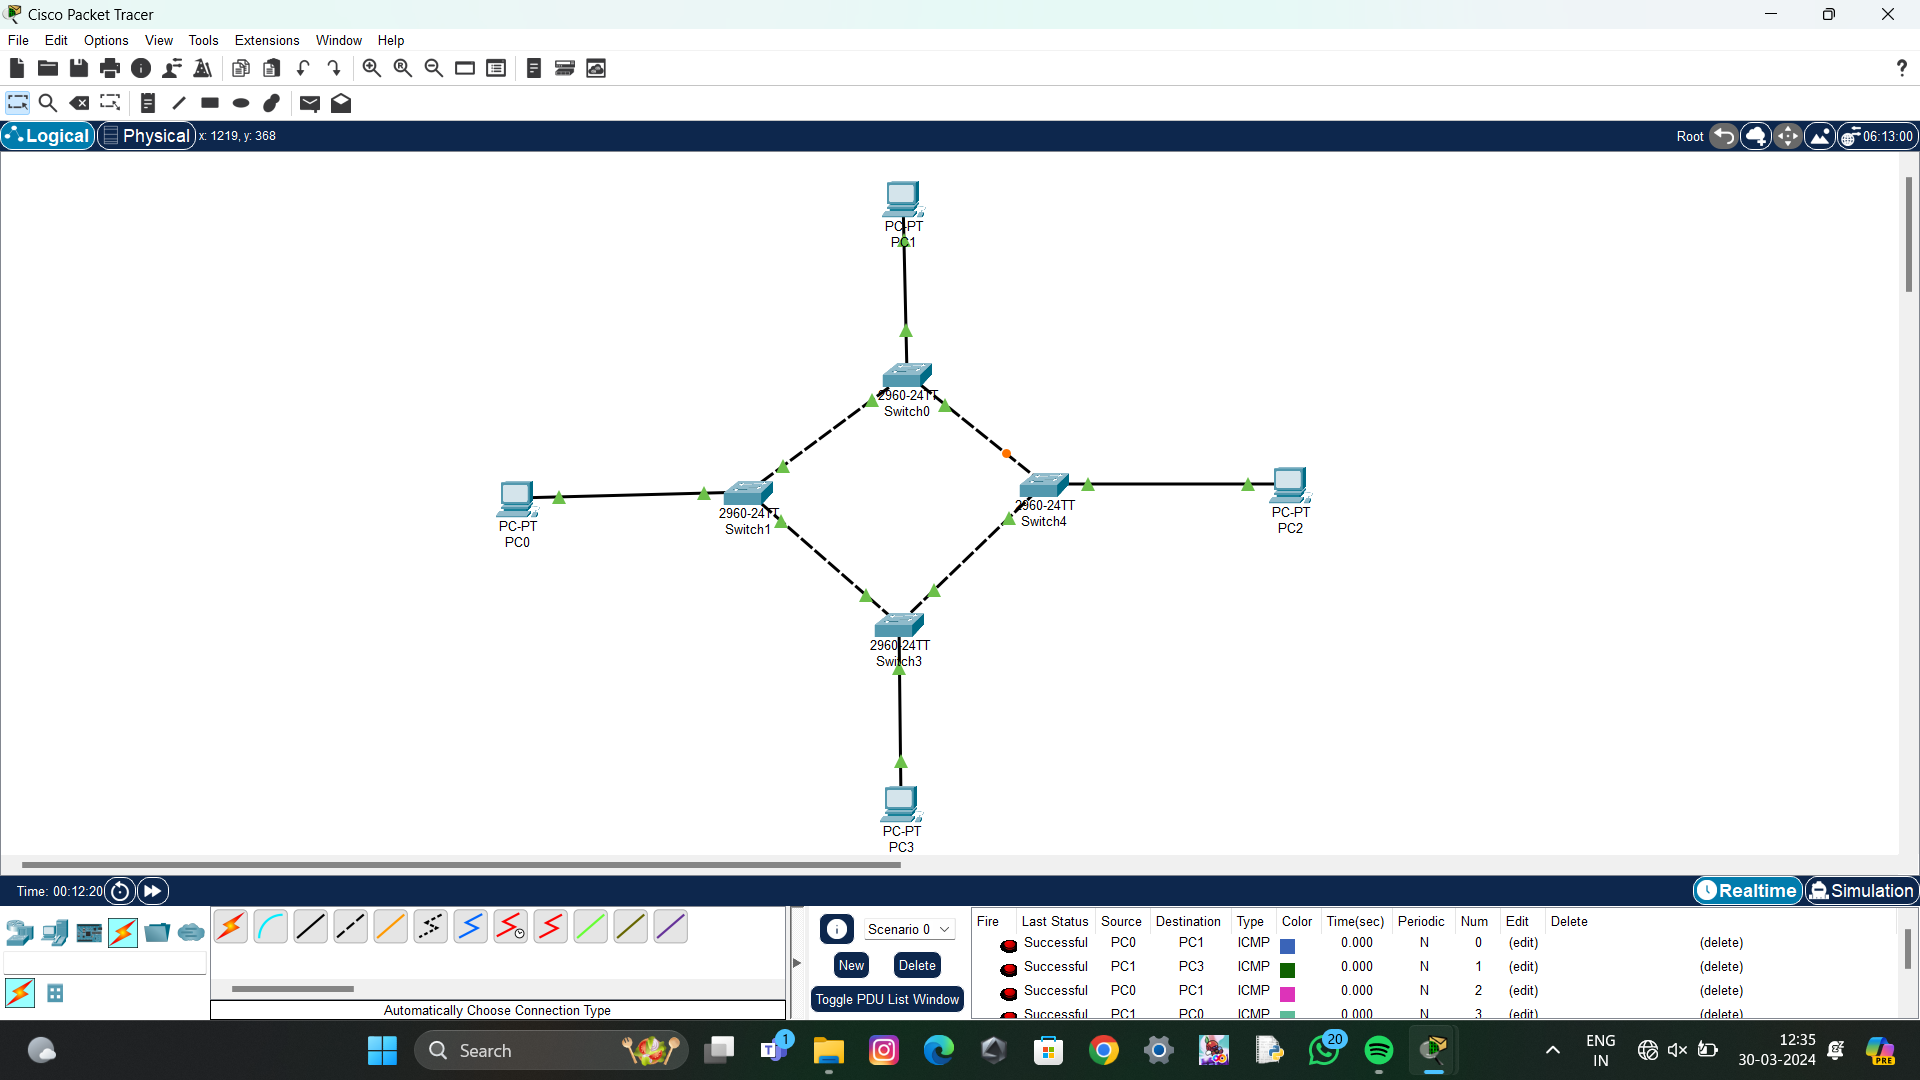 Cisco Packet Tracer
File Edit Options View Tools Extensions Window Help
?
Logical Physical x: 1219, y: 368 Root 06:13:00
PC-PT
PC1
2960-24TT
Switch0
2960-24TT
Switch1
2960-24TT
Switch4
PC-PT
PC0
PC-PT
PC2
2960-24TT
Switch3
PC-PT
PC3
Time: 00:12:20 Realtime Simulation
Scenario 0
New Delete
Toggle PDU List Window
Automatically Choose Connection Type
Fire Last Status Source Destination Type Color Time(sec) Periodic Num Edit Delete
Successful PC0 PC1 ICMP 0.000 N 0 (edit) (delete)
Successful PC1 PC3 ICMP 0.000 N 1 (edit) (delete)
Successful PC0 PC1 ICMP 0.000 N 2 (edit) (delete)
Successful PC1 PC0 ICMP 0.000 N 3 (edit) (delete)
Search
1
20
ENG
IN
12:35
30-03-2024
PRE